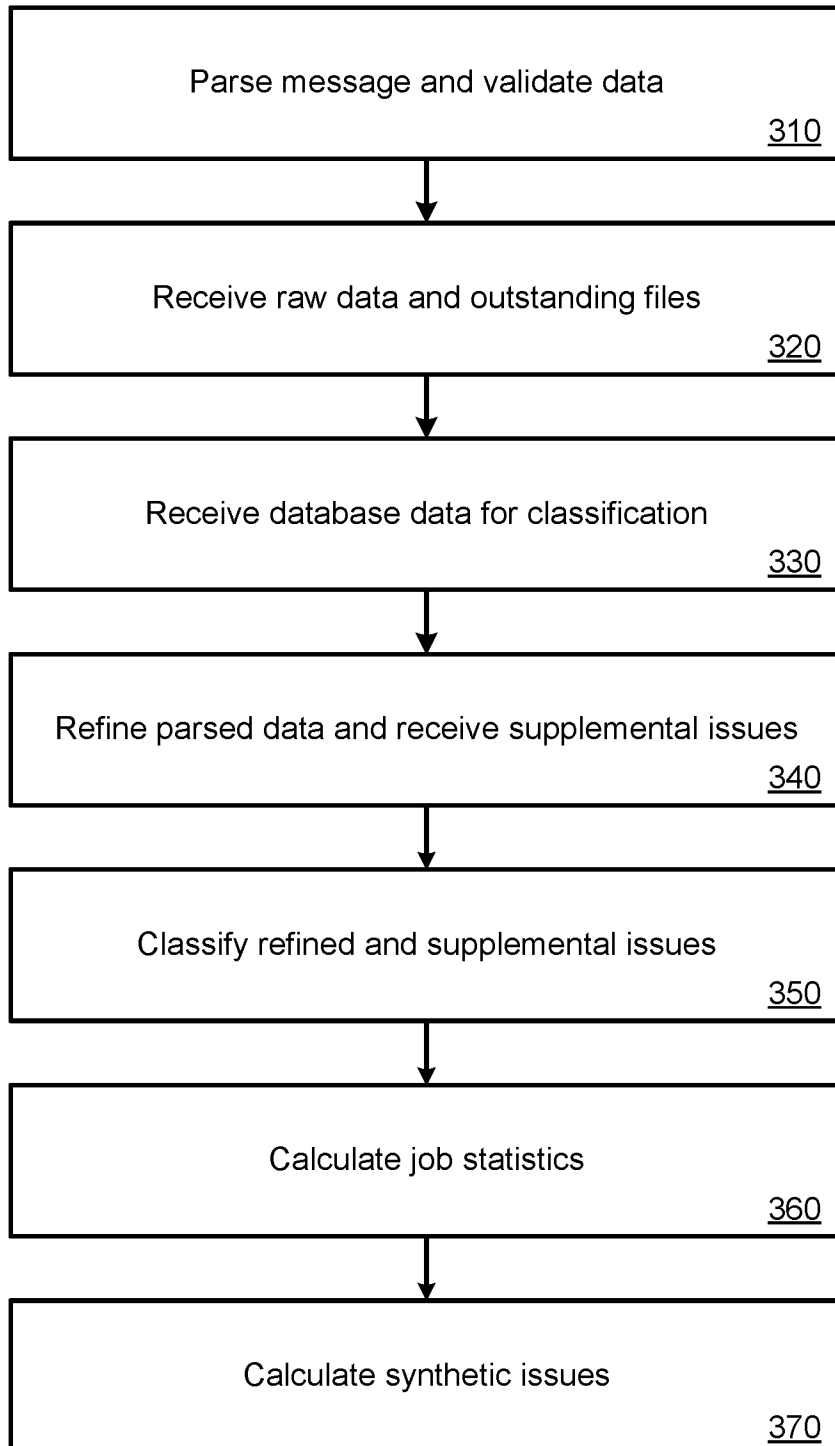 Parse message and validate data
310
Receive raw data and outstanding files
320
Receive database data for classification
330
Refine parsed data and receive supplemental issues
340
Classify refined and supplemental issues
350
Calculate job statistics
360
Calculate synthetic issues
370